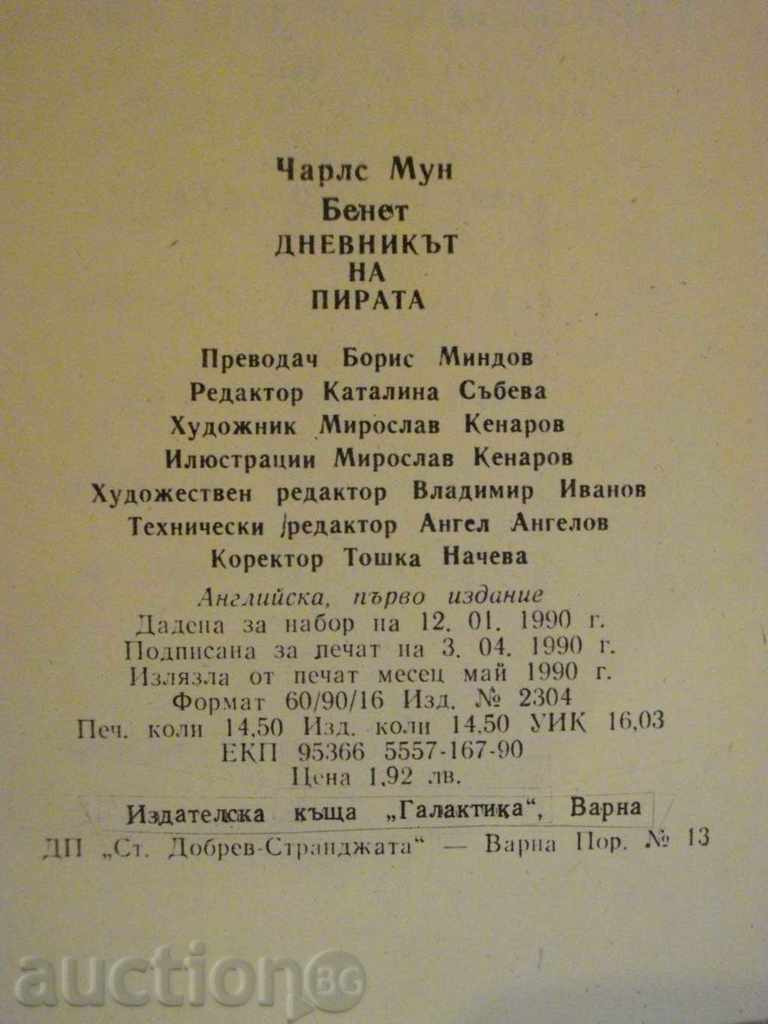 Чарлс Мун
Бенет
ДНЕВНИКЪТ
НА
ПИРАТА
Преводач Борис Миндов
Редактор Каталина Събева
Художник Мирослав Кенаров
Илюстрации Мирослав Кенаров
Художествен редактор Владимир Иванов
Технически редактор Ангел Ангелов
Коректор Тошка Начева
Английска, първо издание
Дадена за набор на 12. 01. 1990 г.
Подписана за печат на 3. 04. 1990 г.
Излязла от печат месец май 1990 г.
Формат 60/90/16 Изд. № 2304
Печ. коли 14,50 Изд. коли 14.50 УИК 16,03
ЕКП 95366 5557-167-90
Цена 1,92 лв.
Издателска къща „Галактика“, Варна
ДП „Ст. Добрев-Странджата“ — Варна Пор. № 13
auctionBG